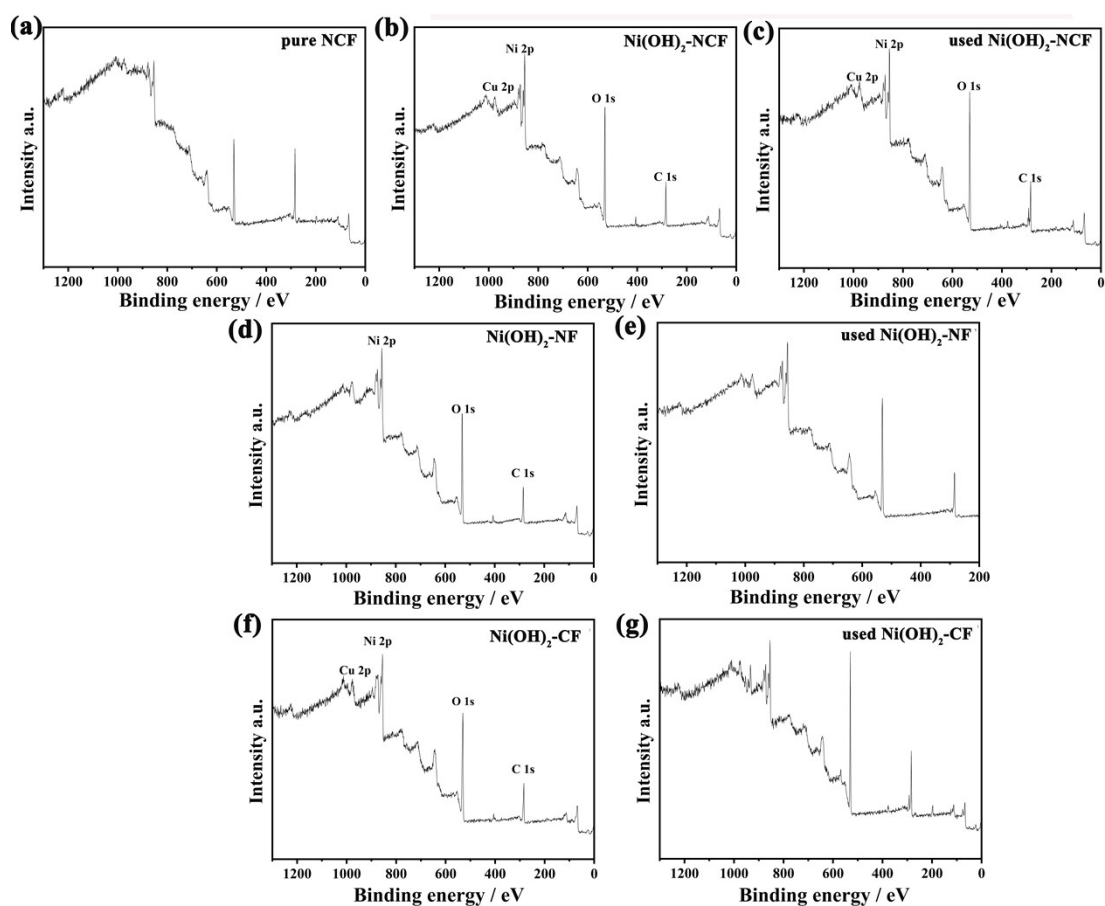 (a)
pure NCF
Intensity a.u.
1200 1000 800 600 400 200 0
Binding energy / eV
(b)
Ni(OH)₂-NCF
Ni 2p
Cu 2p
O 1s
C 1s
Intensity a.u.
1200 1000 800 600 400 200 0
Binding energy / eV
(c)
used Ni(OH)₂-NCF
Ni 2p
Cu 2p
O 1s
C 1s
Intensity a.u.
1200 1000 800 600 400 200 0
Binding energy / eV
(d)
Ni(OH)₂-NF
Ni 2p
O 1s
C 1s
Intensity a.u.
1200 1000 800 600 400 200 0
Binding energy / eV
(e)
used Ni(OH)₂-NF
Intensity a.u.
1200 1000 800 600 400 200
Binding energy / eV
(f)
Ni(OH)₂-CF
Ni 2p
Cu 2p
O 1s
C 1s
Intensity a.u.
1200 1000 800 600 400 200 0
Binding energy / eV
(g)
used Ni(OH)₂-CF
Intensity a.u.
1200 1000 800 600 400 200 0
Binding energy / eV